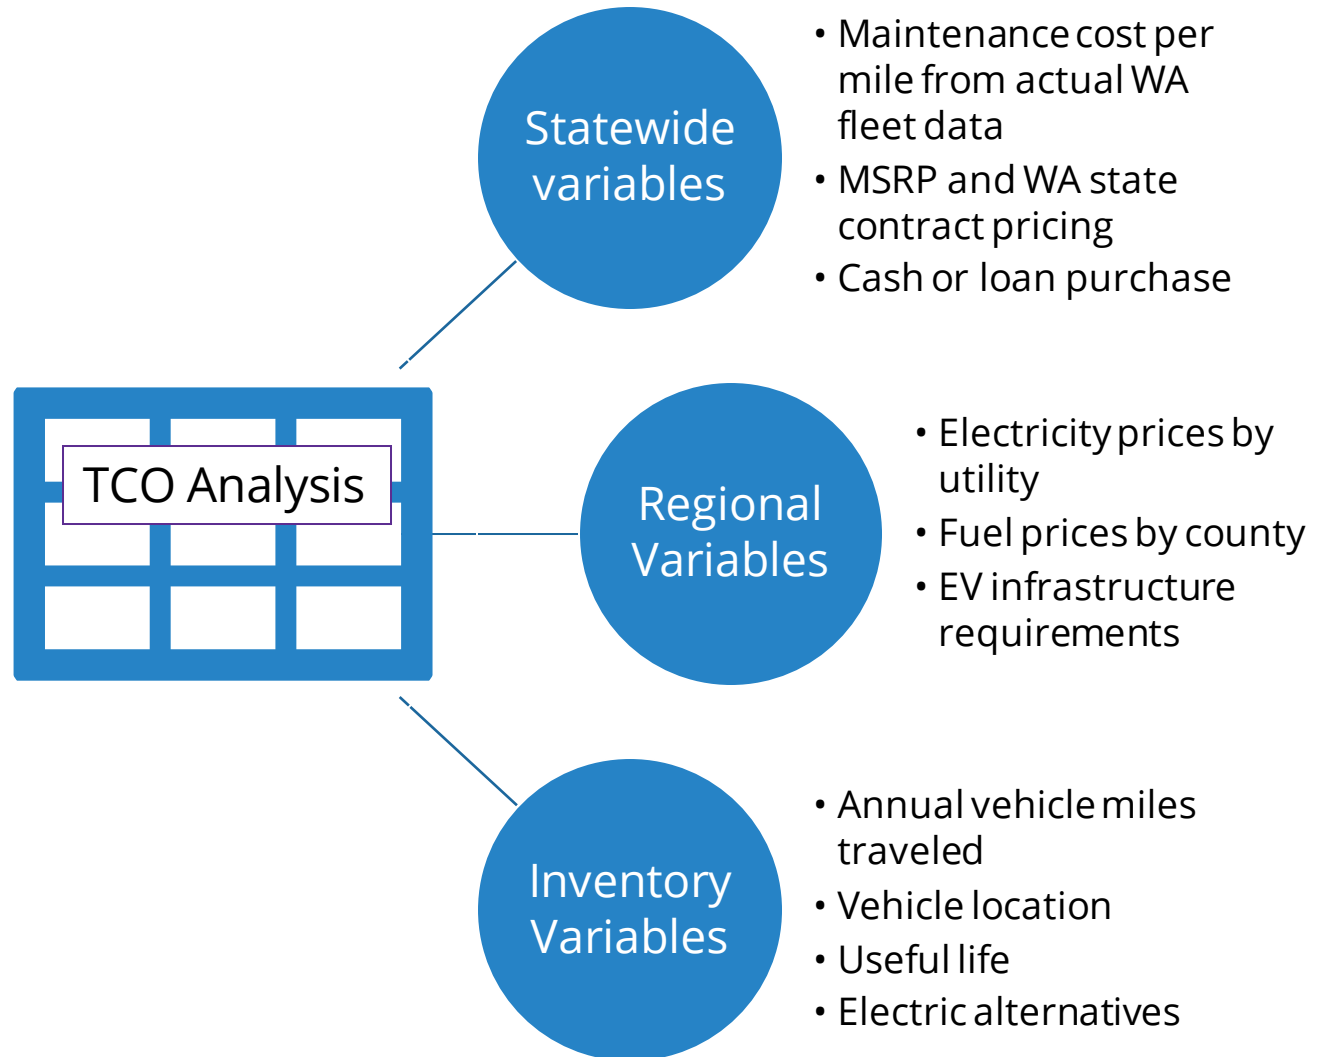 Statewide
variables
• Maintenance cost per
mile from actual WA
fleet data
• MSRP and WA state
contract pricing
• Cash or loan purchase
TCO Analysis
Regional
Variables
• Electricity prices by
utility
• Fuel prices by county
• EV infrastructure
requirements
Inventory
Variables
• Annual vehicle miles
traveled
• Vehicle location
• Useful life
• Electric alternatives